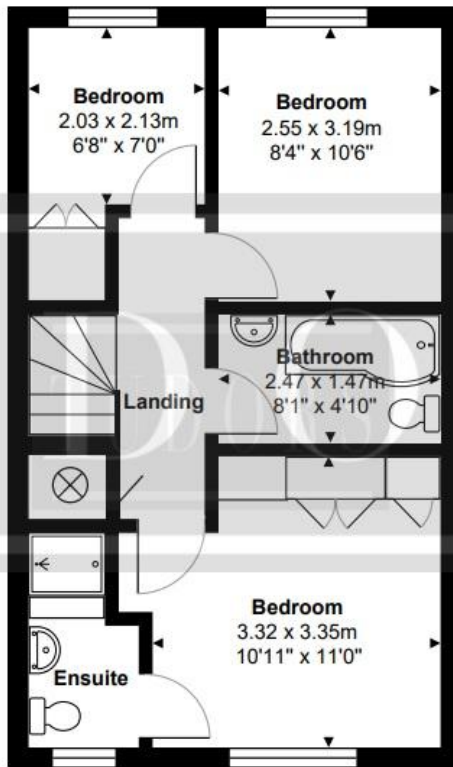 Bedroom
2.03 x 2.13m
6'8" x 7'0"
Bedroom
2.55 x 3.19m
8'4" x 10'6"
Bathroom
2.47 x 1.47m
8'1" x 4'10"
Landing
Bedroom
3.32 x 3.35m
10'11" x 11'0"
Ensuite